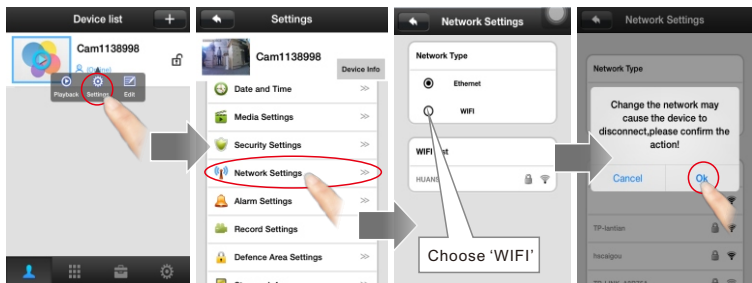 Device list
+
Cam1138998
(Online)
Playback
Settings
Edit
Settings
Cam1138998
Device Info
Date and Time
Media Settings
Security Settings
Network Settings
Alarm Settings
Record Settings
Defence Area Settings
Network Settings
Network Type
Ethernet
WIFI
HUANS
Choose 'WIFI'
Network Settings
Network Type
Change the network may
cause the device to
disconnect,please confirm the
action!
Cancel
Ok
TP-lantian
hscaigou